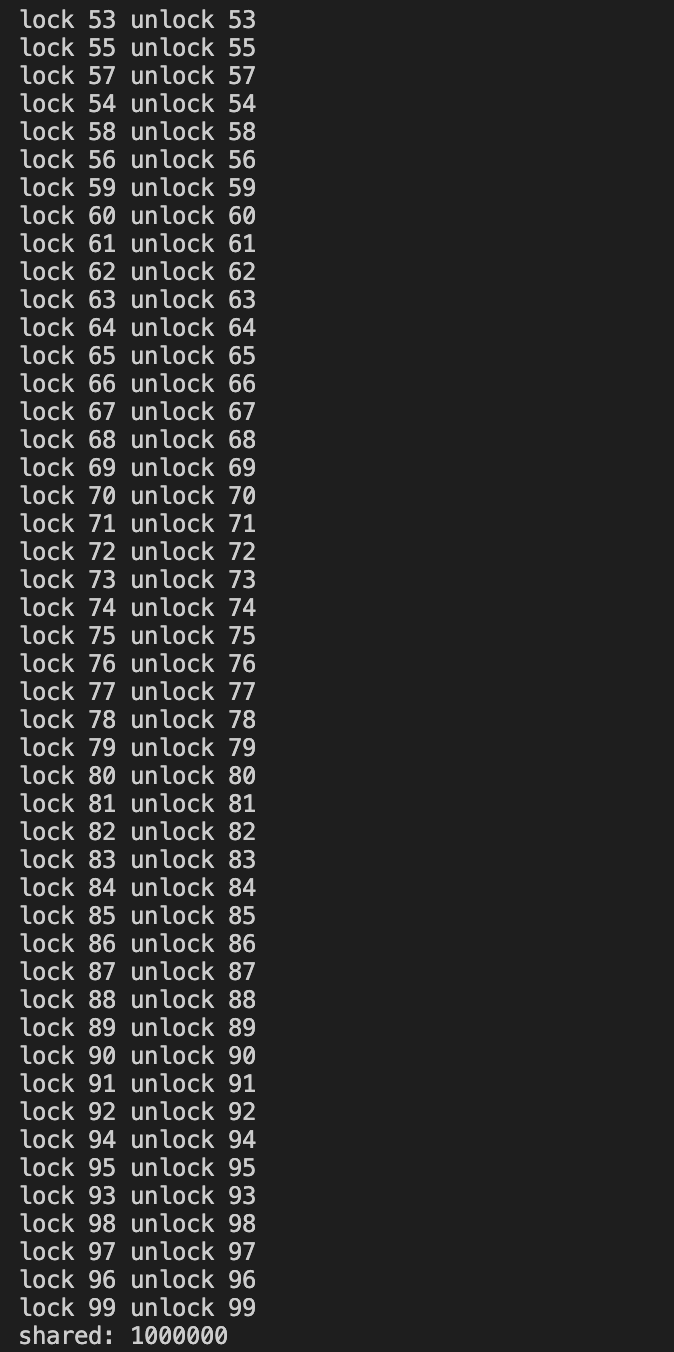 lock 53 unlock 53
lock 55 unlock 55
lock 57 unlock 57
lock 54 unlock 54
lock 58 unlock 58
lock 56 unlock 56
lock 59 unlock 59
lock 60 unlock 60
lock 61 unlock 61
lock 62 unlock 62
lock 63 unlock 63
lock 64 unlock 64
lock 65 unlock 65
lock 66 unlock 66
lock 67 unlock 67
lock 68 unlock 68
lock 69 unlock 69
lock 70 unlock 70
lock 71 unlock 71
lock 72 unlock 72
lock 73 unlock 73
lock 74 unlock 74
lock 75 unlock 75
lock 76 unlock 76
lock 77 unlock 77
lock 78 unlock 78
lock 79 unlock 79
lock 80 unlock 80
lock 81 unlock 81
lock 82 unlock 82
lock 83 unlock 83
lock 84 unlock 84
lock 85 unlock 85
lock 86 unlock 86
lock 87 unlock 87
lock 88 unlock 88
lock 89 unlock 89
lock 90 unlock 90
lock 91 unlock 91
lock 92 unlock 92
lock 94 unlock 94
lock 95 unlock 95
lock 93 unlock 93
lock 98 unlock 98
lock 97 unlock 97
lock 96 unlock 96
lock 99 unlock 99
shared: 1000000